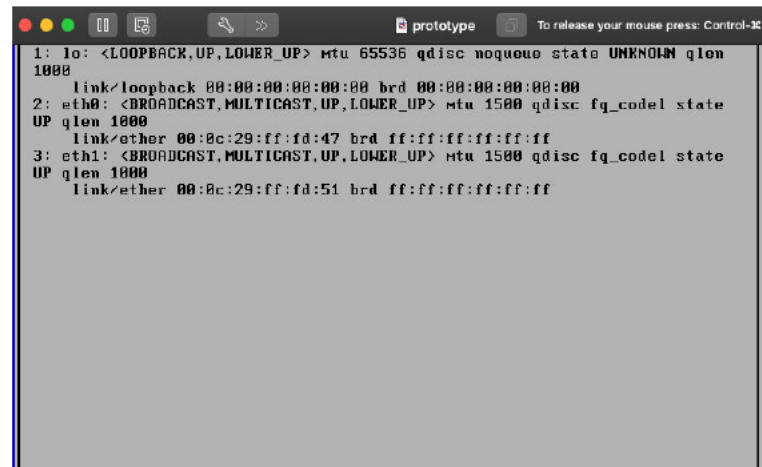 prototype
To release your mouse press: Control-⌘
1: lo: <LOOPBACK,UP,LOWER_UP> mtu 65536 qdisc noqueue state UNKNOWN qlen
1000
link/loopback 00:00:00:00:00:00 brd 00:00:00:00:00:00
2: eth0: <BROADCAST,MULTICAST,UP,LOWER_UP> mtu 1500 qdisc fq_codel state
UP qlen 1000
link/ether 00:0c:29:ff:fd:47 brd ff:ff:ff:ff:ff:ff
3: eth1: <BROADCAST,MULTICAST,UP,LOWER_UP> mtu 1500 qdisc fq_codel state
UP qlen 1000
link/ether 00:0c:29:ff:fd:51 brd ff:ff:ff:ff:ff:ff